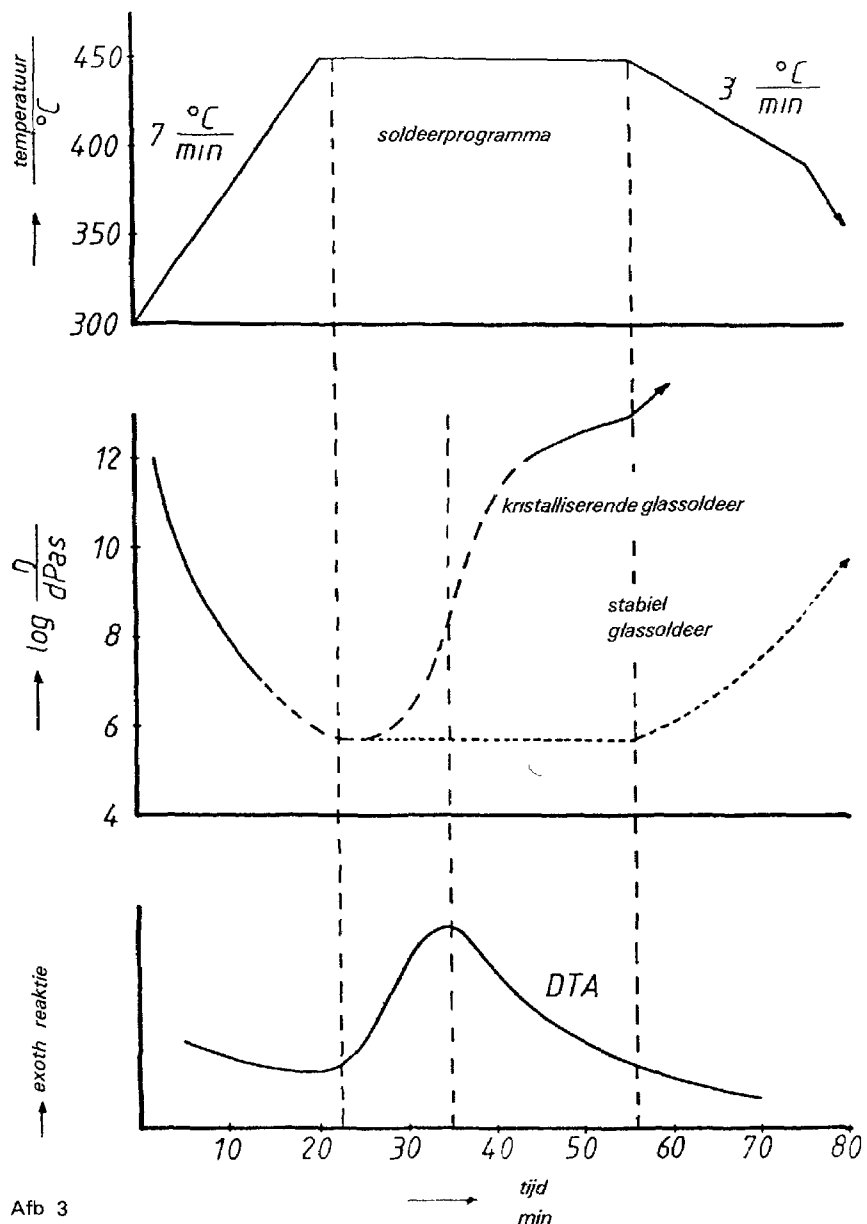 temperatuur
°C
450
400
350
300
7 °C
min
soldeerprogramma
3 °C
min
log η
dPas
12
10
8
6
4
kristalliserende glassoldeer
stabiel
glassoldeer
exoth reaktie
DTA
10 20 30 40 50 60 70 80
tijd
min
Afb 3